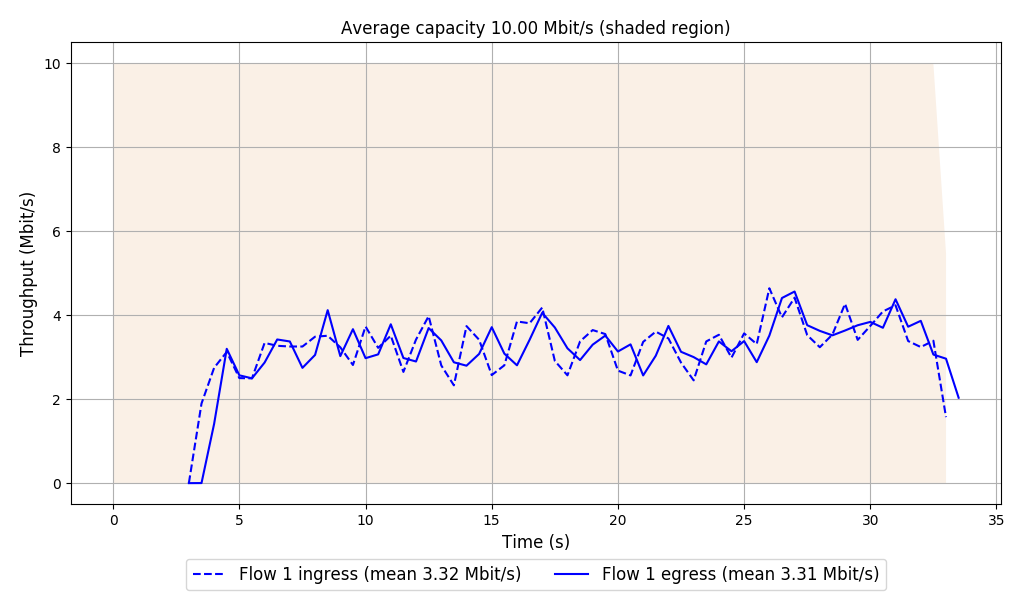 Average capacity 10.00 Mbit/s (shaded region)
Throughput (Mbit/s)
10
8
6
4
2
0
0 5 10 15 20 25 30 35
Time (s)
Flow 1 ingress (mean 3.32 Mbit/s) Flow 1 egress (mean 3.31 Mbit/s)